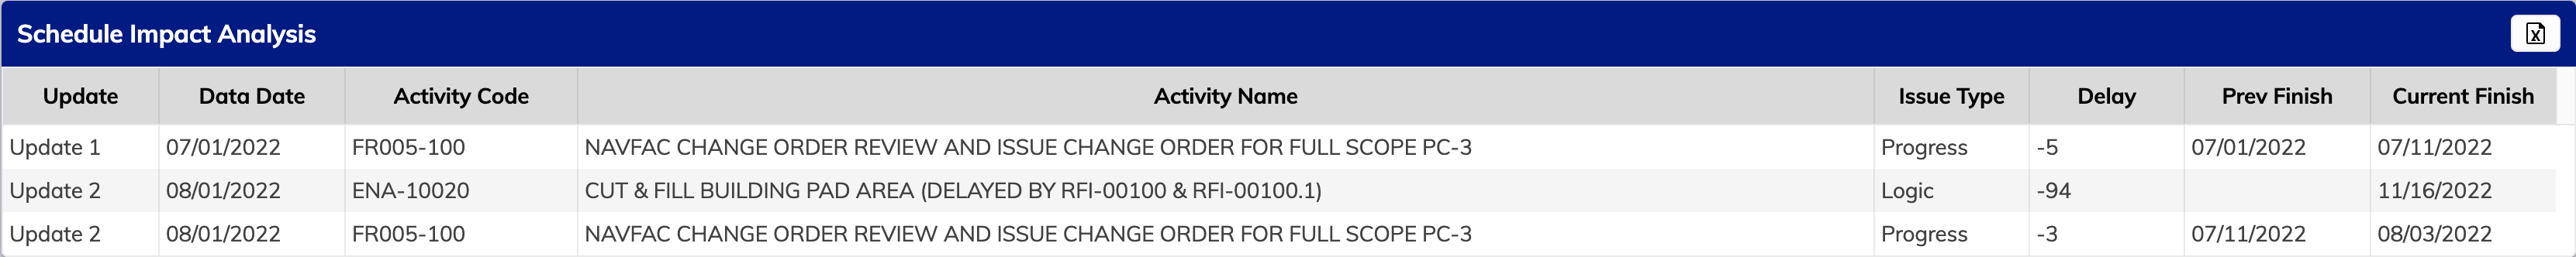 Schedule Impact Analysis
Update Data Date Activity Code Activity Name Issue Type Delay Prev Finish Current Finish
Update 1 07/01/2022 FR005-100 NAVFAC CHANGE ORDER REVIEW AND ISSUE CHANGE ORDER FOR FULL SCOPE PC-3 Progress -5 07/01/2022 07/11/2022
Update 2 08/01/2022 ENA-10020 CUT & FILL BUILDING PAD AREA (DELAYED BY RFI-00100 & RFI-00100.1) Logic -94 11/16/2022
Update 2 08/01/2022 FR005-100 NAVFAC CHANGE ORDER REVIEW AND ISSUE CHANGE ORDER FOR FULL SCOPE PC-3 Progress -3 07/11/2022 08/03/2022